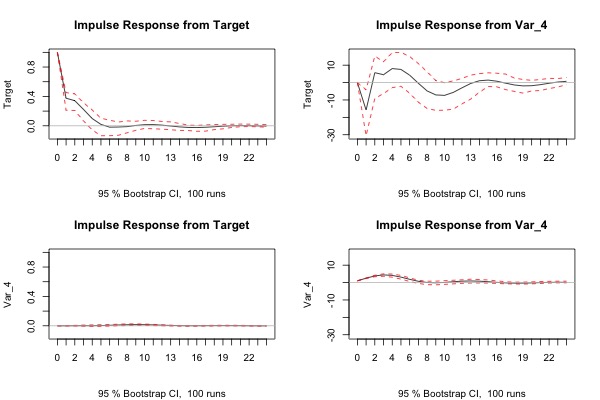 Impulse Response from Target
Target
0.0 0.4 0.8
0 2 4 6 8 10 13 16 19 22
95 % Bootstrap CI, 100 runs
Impulse Response from Var_4
Target
-30 -10 10
0 2 4 6 8 10 13 16 19 22
95 % Bootstrap CI, 100 runs
Impulse Response from Target
Var_4
0.0 0.4 0.8
0 2 4 6 8 10 13 16 19 22
95 % Bootstrap CI, 100 runs
Impulse Response from Var_4
Var_4
-30 -10 10
0 2 4 6 8 10 13 16 19 22
95 % Bootstrap CI, 100 runs